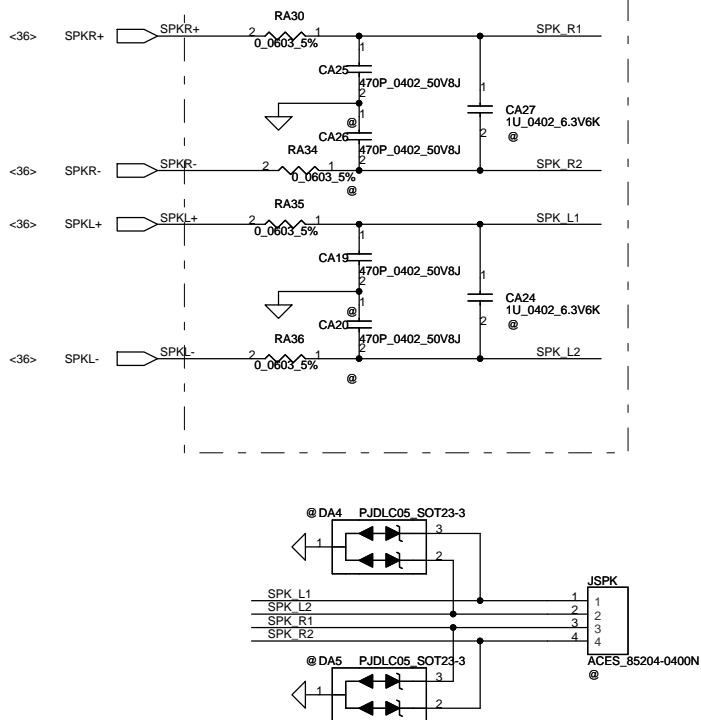 RA30
<36> SPKR+ SPKR+ 2 1 SPK_R1
0_0603_5%
1
CA25
470P_0402_50V8J
2
1
1
CA27
@
1U_0402_6.3V6K
CA26
2
@
470P_0402_50V8J
RA34
2
<36> SPKR- SPKR- 2 1 SPK_R2
0_0603_5%
@
RA35
<36> SPKL+ SPKL+ 2 1 SPK_L1
0_0603_5%
1
CA19
470P_0402_50V8J
1
2
1
CA24
@
1U_0402_6.3V6K
CA20
2
@
470P_0402_50V8J
RA36
2
<36> SPKL- SPKL- 2 1 SPK_L2
0_0603_5%
@
@ DA4 PJDLC05_SOT23-3
3
1
2
JSPK
SPK_L1 1 1
SPK_L2 2 2
SPK_R1 3 3
SPK_R2 4 4
@ DA5 PJDLC05_SOT23-3
ACES_85204-0400N
@
3
1
2